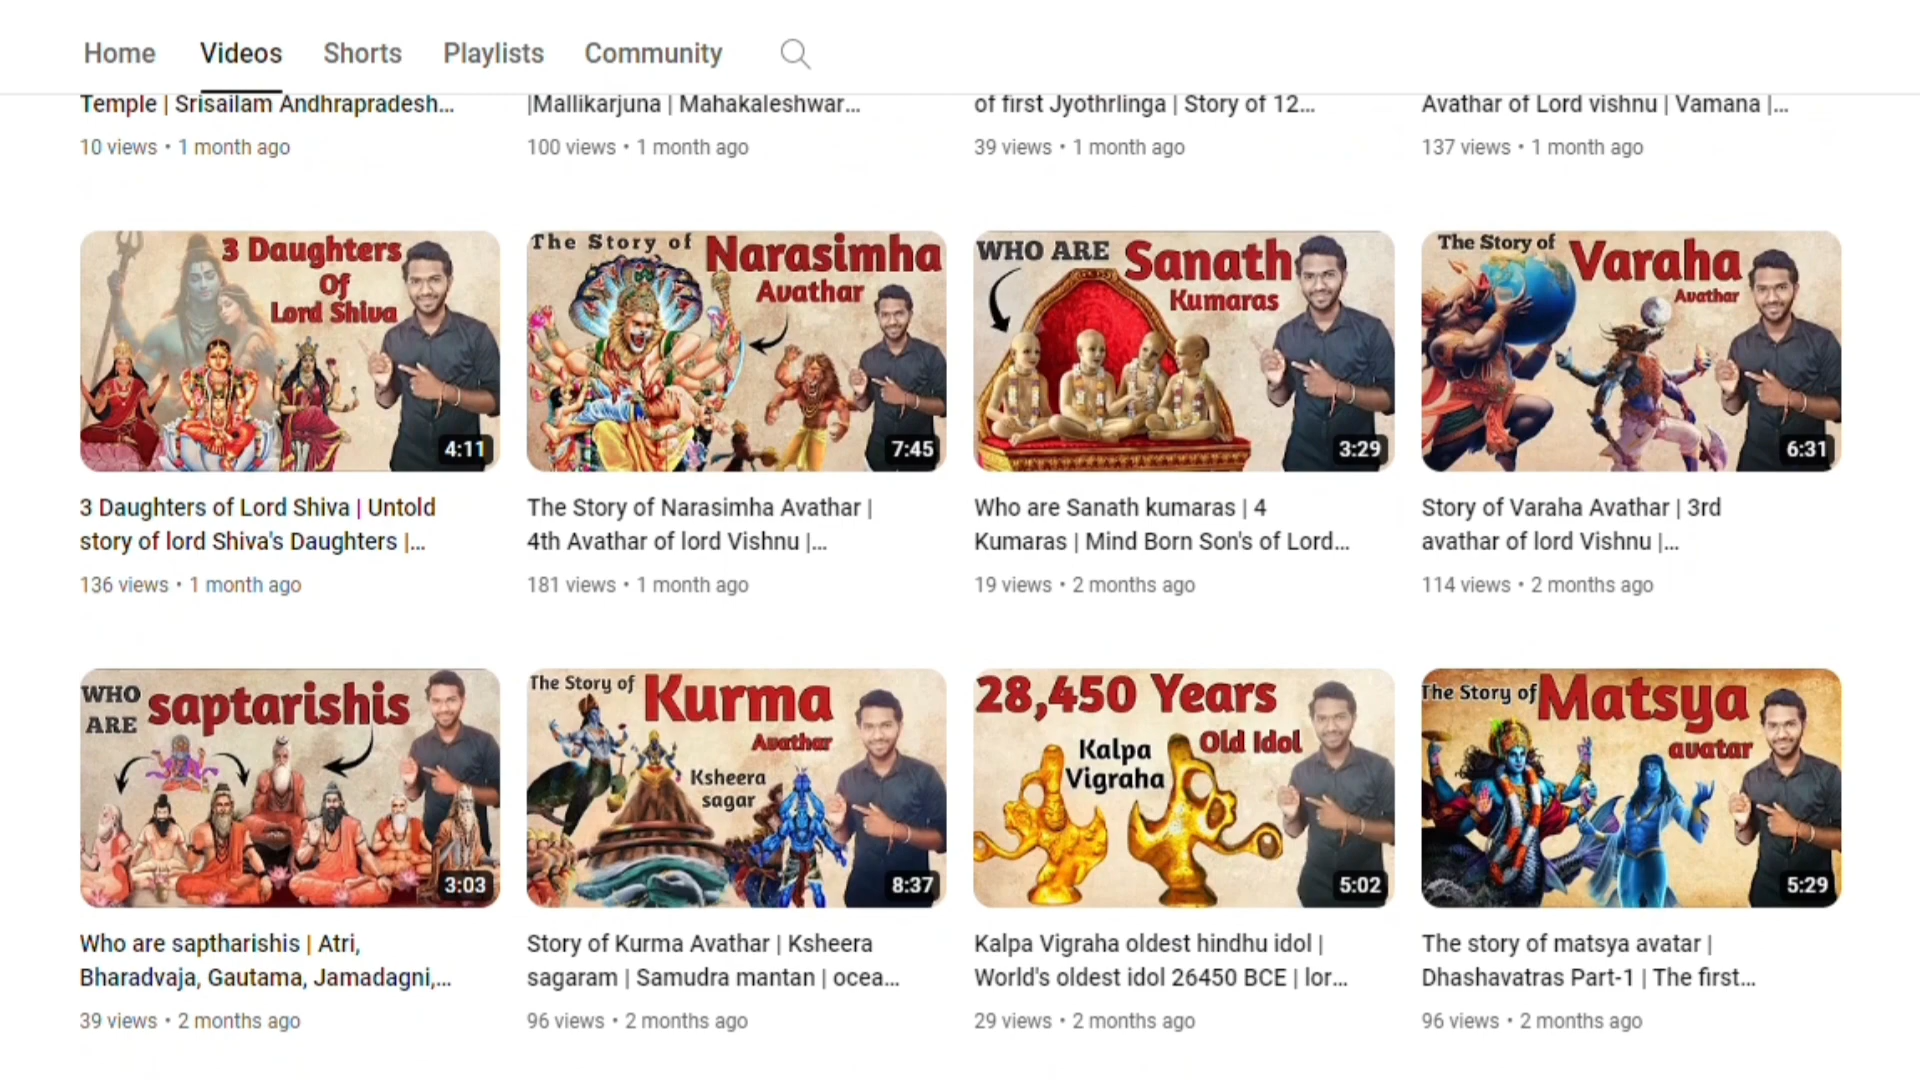 Home Videos Shorts Playlists Community
Temple | Srisailam Andhrapradesh...
10 views • 1 month ago
|Mallikarjuna | Mahakaleshwar...
100 views • 1 month ago
of first Jyothrlinga | Story of 12...
39 views • 1 month ago
Avathar of Lord vishnu | Vamana |...
137 views • 1 month ago
3 Daughters
Of
Lord Shiva
4:11
3 Daughters of Lord Shiva | Untold
story of lord Shiva's Daughters |...
136 views • 1 month ago
The Story of Narasimha
Avathar
7:45
The Story of Narasimha Avathar |
4th Avathar of lord Vishnu |...
181 views • 1 month ago
WHO ARE Sanath
Kumaras
3:29
Who are Sanath kumaras | 4
Kumaras | Mind Born Son's of Lord...
19 views • 2 months ago
The Story of Varaha
Avathar
6:31
Story of Varaha Avathar | 3rd
avathar of lord Vishnu |...
114 views • 2 months ago
WHO
ARE saptarishis
3:03
Who are saptharishis | Atri,
Bharadvaja, Gautama, Jamadagni,...
39 views • 2 months ago
The Story of Kurma
Avathar
Ksheera
sagar
8:37
Story of Kurma Avathar | Ksheera
sagaram | Samudra mantan | ocea...
96 views • 2 months ago
28,450 Years
Old Idol
Kalpa
Vigraha
5:02
Kalpa Vigraha oldest hindhu idol |
World's oldest idol 26450 BCE | lor...
29 views • 2 months ago
The Story of Matsya
avatar
5:29
The story of matsya avatar |
Dhashavatras Part-1 | The first...
96 views • 2 months ago